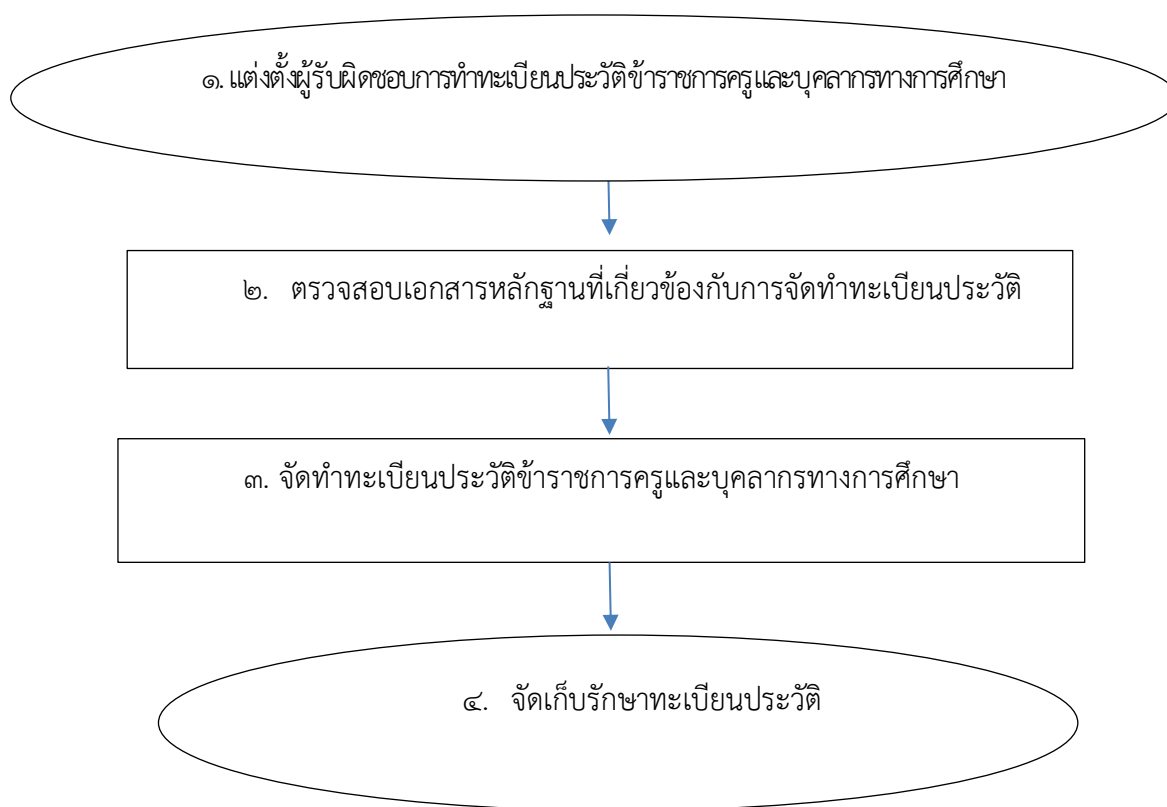 ๑. แต่งตั้งผู้รับผิดชอบการทำทะเบียนประวัติข้าราชการครูและบุคลากรทางการศึกษา
๒. ตรวจสอบเอกสารหลักฐานที่เกี่ยวข้องกับการจัดทำทะเบียนประวัติ
๓. จัดทำทะเบียนประวัติข้าราชการครูและบุคลากรทางการศึกษา
๔. จัดเก็บรักษาทะเบียนประวัติ